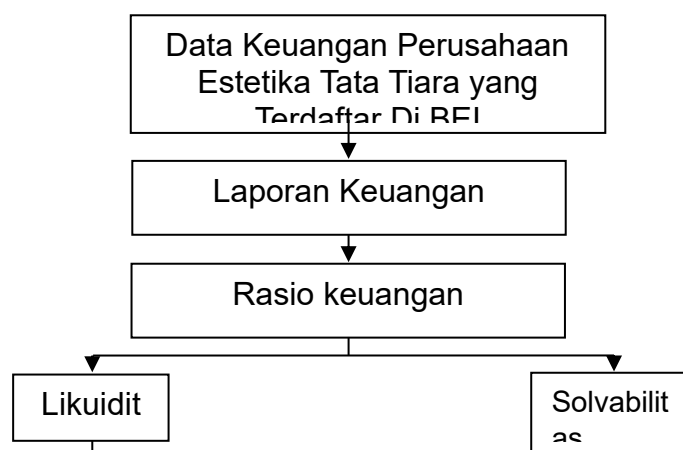 Data Keuangan Perusahaan
Estetika Tata Tiara yang
Terdaftar Di BEI
Laporan Keuangan
Rasio keuangan
Likuidit
Solvabilit
as